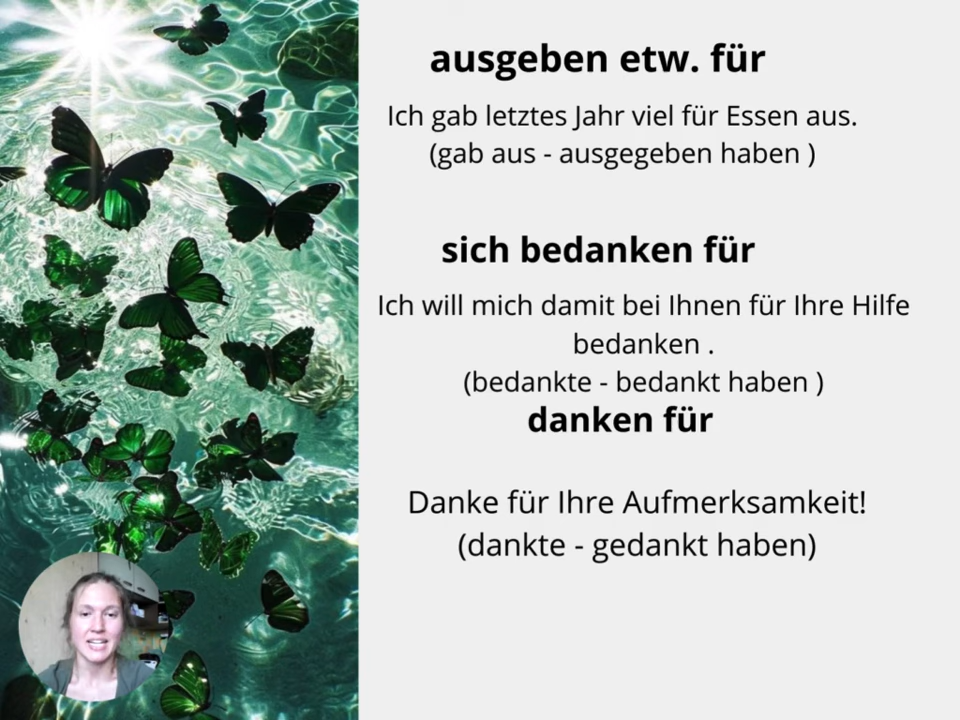 ausgeben etw. für
Ich gab letztes Jahr viel für Essen aus.
(gab aus - ausgegeben haben )
sich bedanken für
Ich will mich damit bei Ihnen für Ihre Hilfe
bedanken .
(bedankte - bedankt haben )
danken für
Danke für Ihre Aufmerksamkeit!
(dankte - gedankt haben)